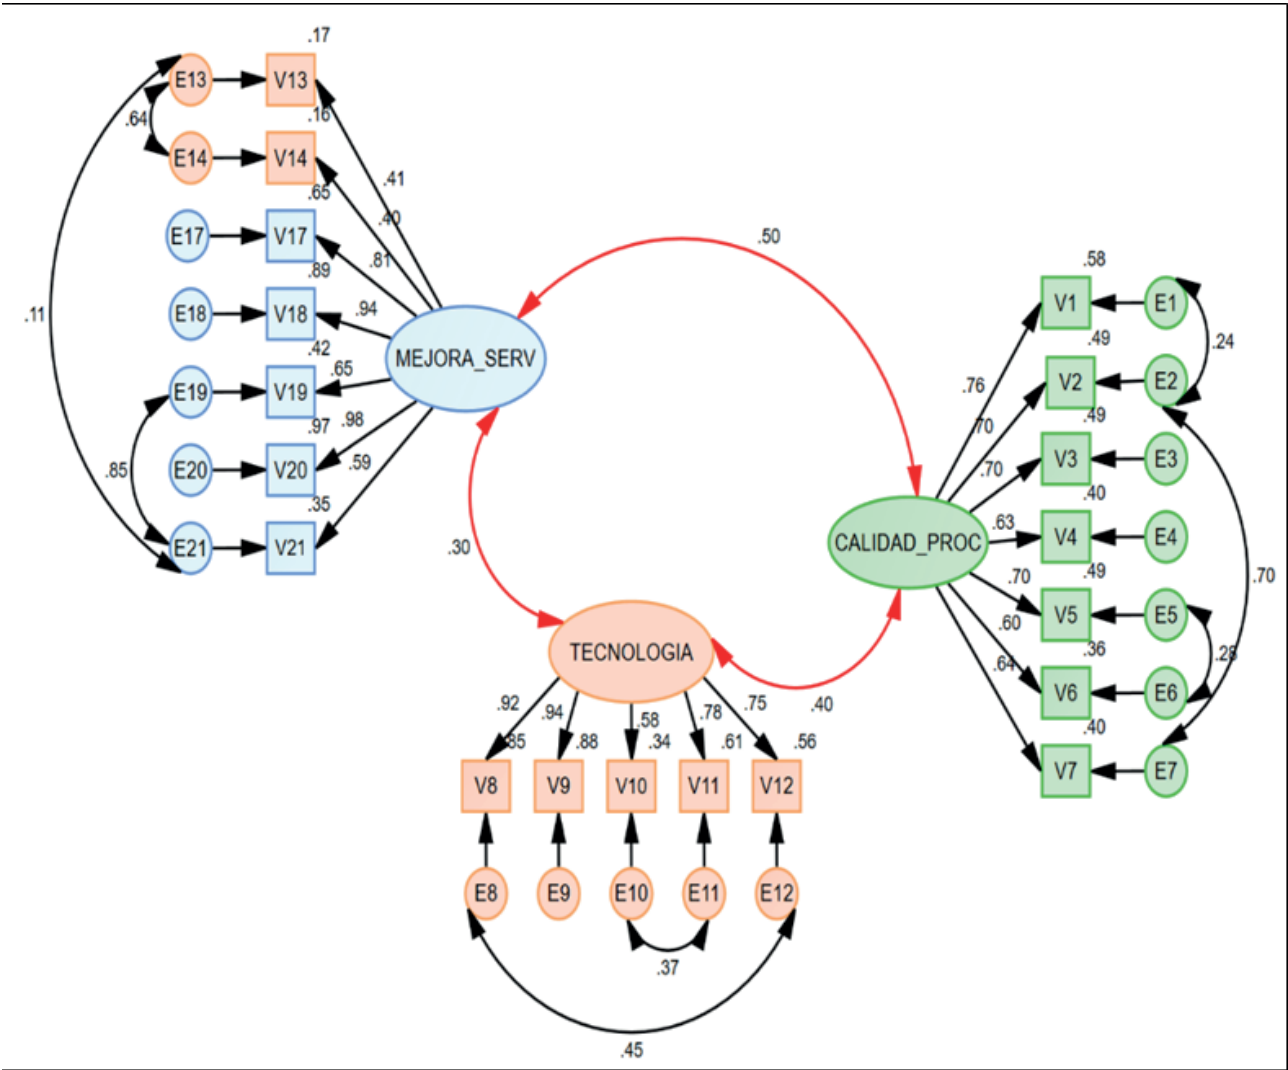 .17
E13
V13
.64
.16
E14
V14
.41
.65
.40
E17
V17
.81
.89
.50
E18
V18
.94
.11
.42
MEJORA_SERV
.65
E19
V19
.97
.98
.85
E20
V20
.59
.35
E21
V21
.30
.58
V1
E1
.49
.24
.76
V2
E2
.49
.70
.70
V3
E3
.40
.63
CALIDAD_PROC
V4
E4
.49
.70
V5
E5
.70
.60
.36
.28
.64
V6
E6
.40
V7
E7
TECNOLOGIA
.40
.92
.94
.58
.78
.75
.85
.88
.34
.61
.56
V8
V9
V10
V11
V12
E8
E9
E10
E11
E12
.37
.45